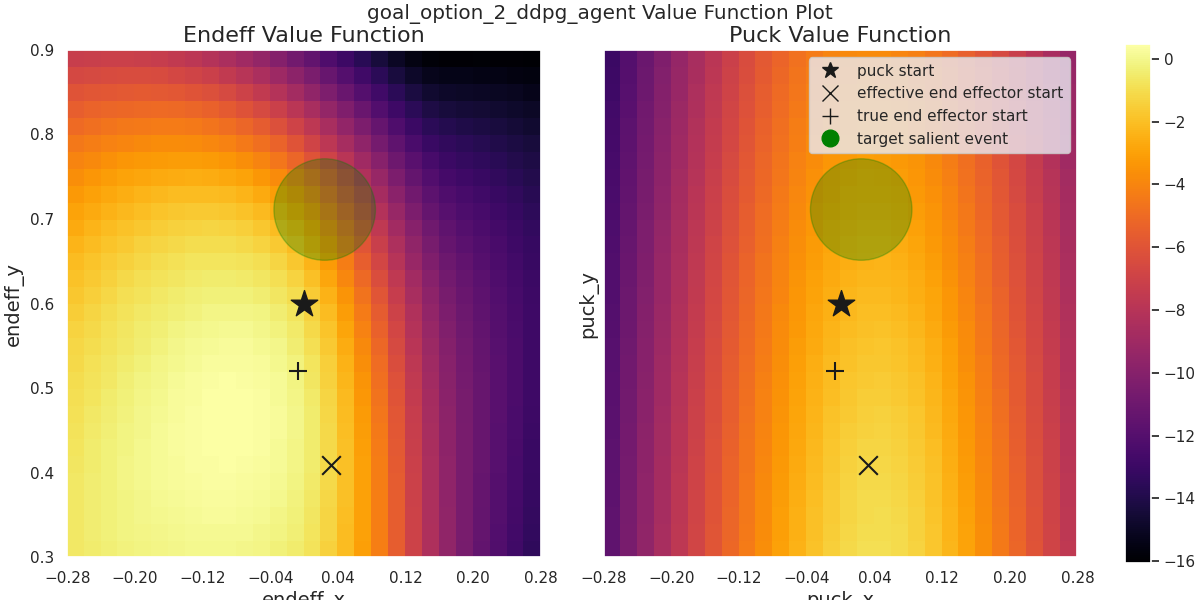 goal_option_2_ddpg_agent Value Function Plot
Endeff Value Function
Puck Value Function
puck start
effective end effector start
true end effector start
target salient event
0.9
0.8
0.7
0.6
0.5
0.4
0.3
endeff_y
−0.28 −0.20 −0.12 −0.04 0.04 0.12 0.20 0.28
endeff_x
puck_y
−0.28 −0.20 −0.12 −0.04 0.04 0.12 0.20 0.28
puck_x
0
−2
−4
−6
−8
−10
−12
−14
−16